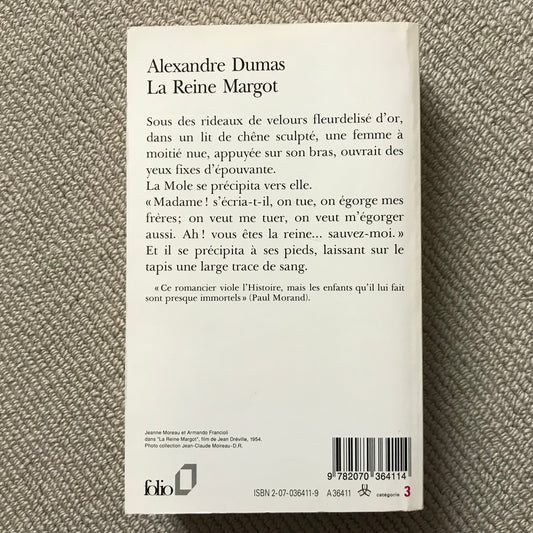 Alexandre Dumas
La Reine Margot
Sous des rideaux de velours fleurdelisé d'or,
dans un lit de chêne sculpté, une femme à
moitié nue, appuyée sur son bras, ouvrait des
yeux fixes d'épouvante.
La Mole se précipita vers elle.
« Madame ! s'écria-t-il, on tue, on égorge mes
frères ; on veut me tuer, on veut m'égorger
aussi. Ah ! vous êtes la reine... sauvez-moi. »
Et il se précipita à ses pieds, laissant sur le
tapis une large trace de sang.
« Ce romancier viole l'Histoire, mais les enfants qu'il lui fait
sont presque immortels » (Paul Morand).
Jeanne Moreau et Armando Francioli
dans "La Reine Margot", film de Jean Dréville, 1954.
Photo collection Jean-Claude Moireau-D.R.
9 782070 364114
folio
ISBN 2-07-036411-9 A 36411 catégorie 3